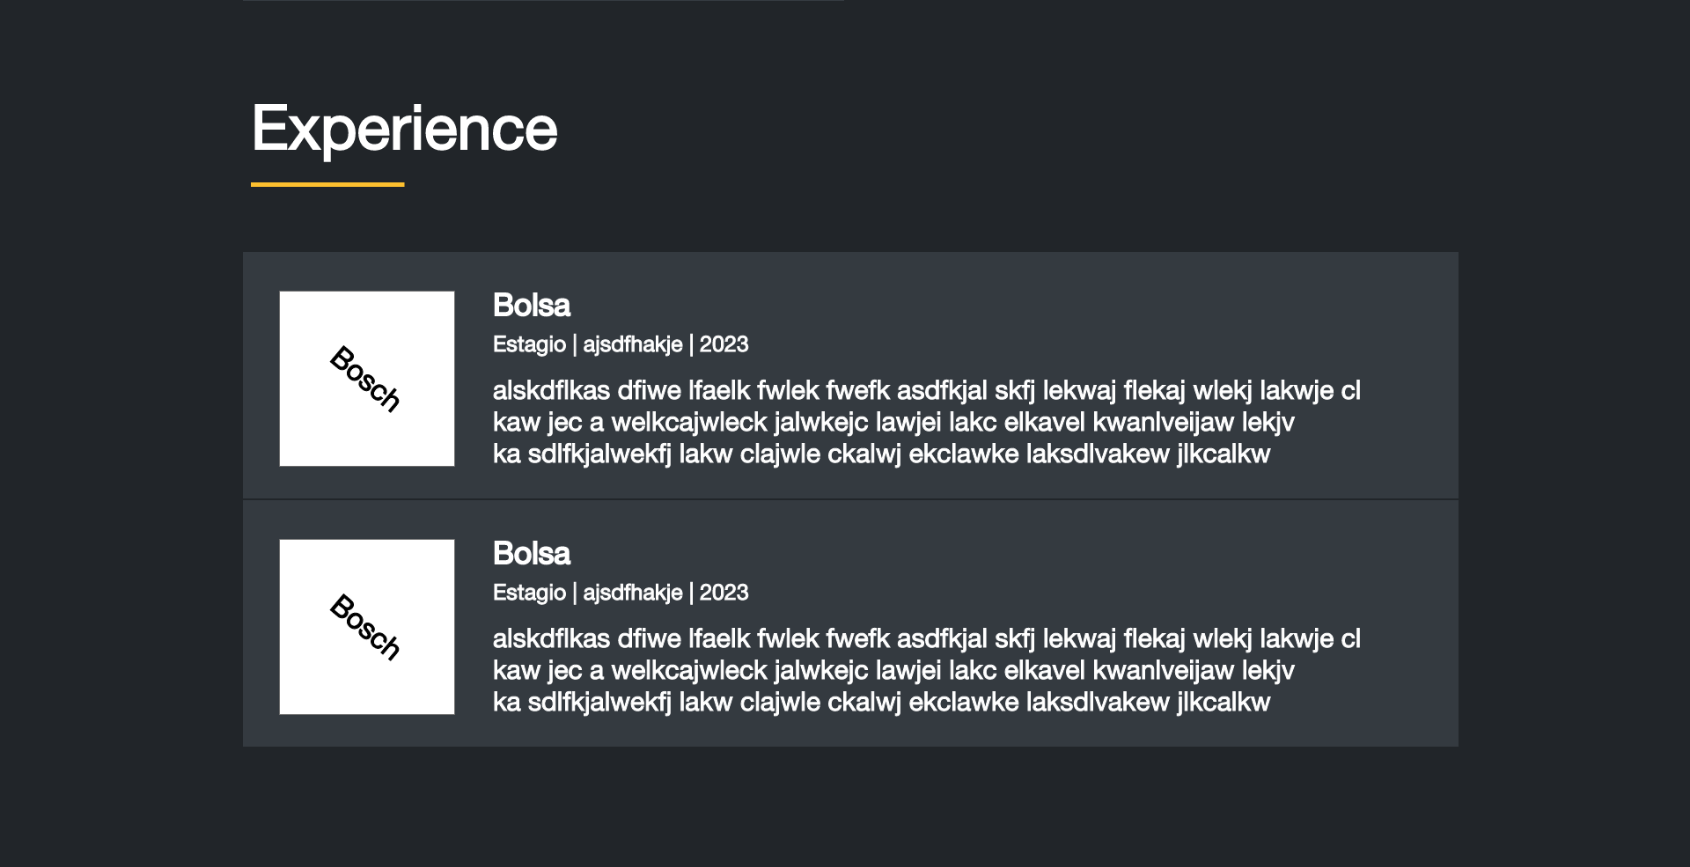 Experience
Bosch
Bolsa
Estagio | ajsdfhakje | 2023
alskdflkas dfiwe lfaelk fwlek fwefk asdfkjal skfj lekwaj flekaj wlekj lakwje cl
kaw jec a welkcajwleck jalwkejc lawjei lakc elkavel kwanlveijaw lekjv
ka sdlfkjalwekfj lakw clajwle ckalwj ekclawke laksdlvakew jlkcalkw
Bosch
Bolsa
Estagio | ajsdfhakje | 2023
alskdflkas dfiwe lfaelk fwlek fwefk asdfkjal skfj lekwaj flekaj wlekj lakwje cl
kaw jec a welkcajwleck jalwkejc lawjei lakc elkavel kwanlveijaw lekjv
ka sdlfkjalwekfj lakw clajwle ckalwj ekclawke laksdlvakew jlkcalkw